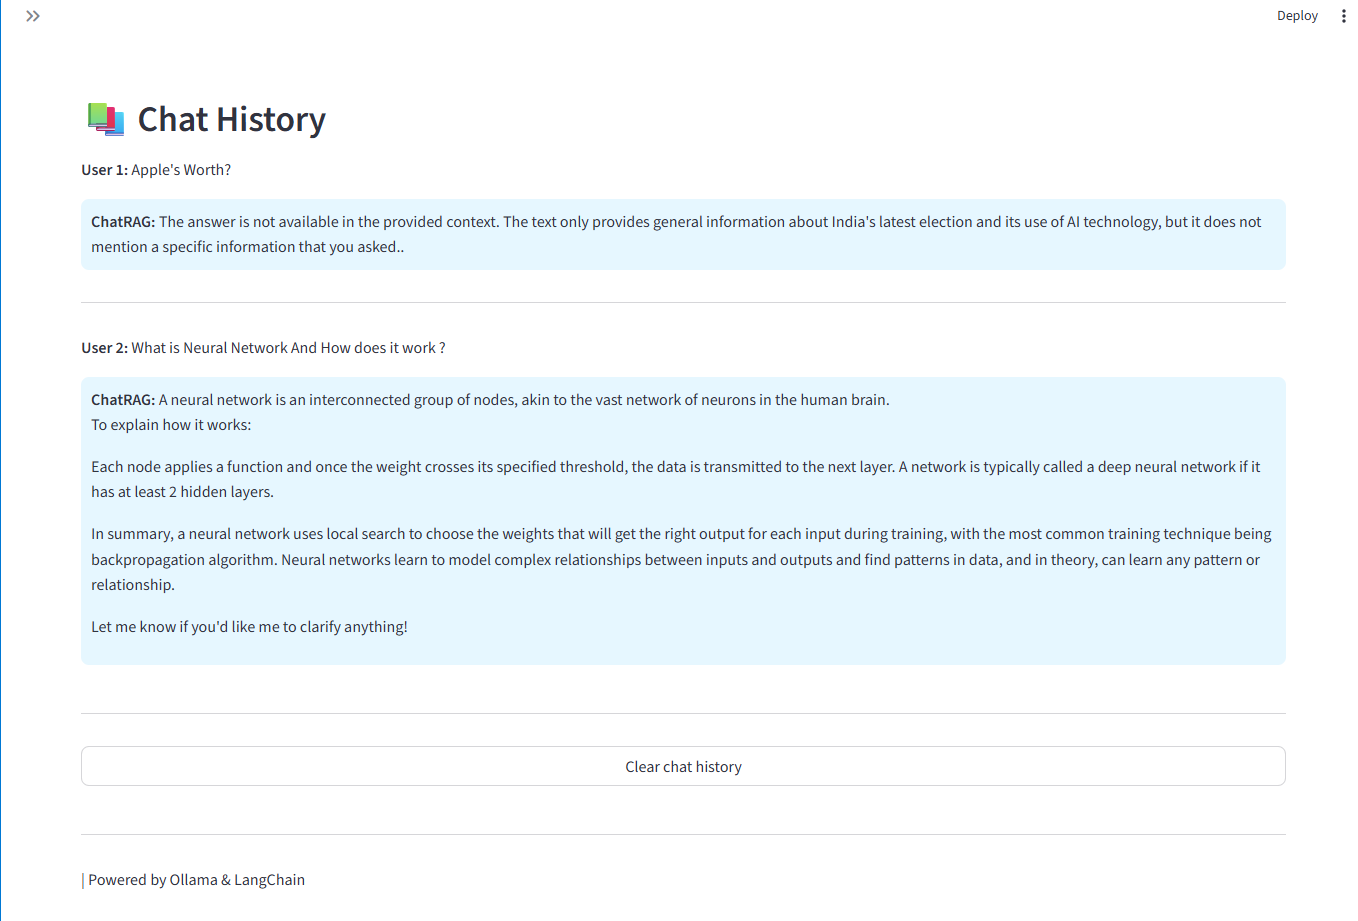 Deploy
Chat History
User 1: Apple's Worth?
ChatRAG: The answer is not available in the provided context. The text only provides general information about India's latest election and its use of AI technology, but it does not
mention a specific information that you asked..
User 2: What is Neural Network And How does it work ?
ChatRAG: A neural network is an interconnected group of nodes, akin to the vast network of neurons in the human brain.
To explain how it works:
Each node applies a function and once the weight crosses its specified threshold, the data is transmitted to the next layer. A network is typically called a deep neural network if it
has at least 2 hidden layers.
In summary, a neural network uses local search to choose the weights that will get the right output for each input during training, with the most common training technique being
backpropagation algorithm. Neural networks learn to model complex relationships between inputs and outputs and find patterns in data, and in theory, can learn any pattern or
relationship.
Let me know if you'd like me to clarify anything!
Clear chat history
| Powered by Ollama & LangChain